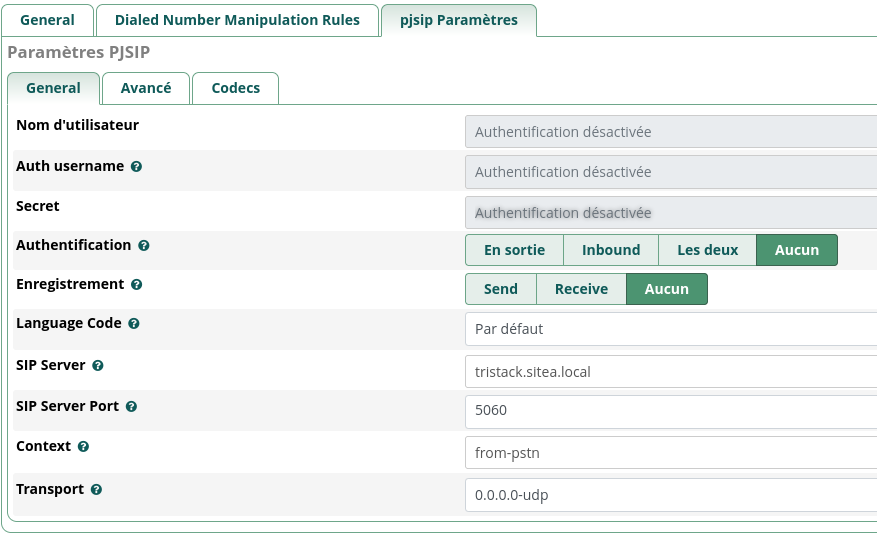 General Dialed Number Manipulation Rules pjsip Paramètres
Paramètres PJSIP
General Avancé Codecs
Nom d'utilisateur Authentification désactivée
Auth username Authentification désactivée
Secret Authentification désactivée
Authentification En sortie Inbound Les deux Aucun
Enregistrement Send Receive Aucun
Language Code Par défaut
SIP Server tristack.sitea.local
SIP Server Port 5060
Context from-pstn
Transport 0.0.0.0-udp